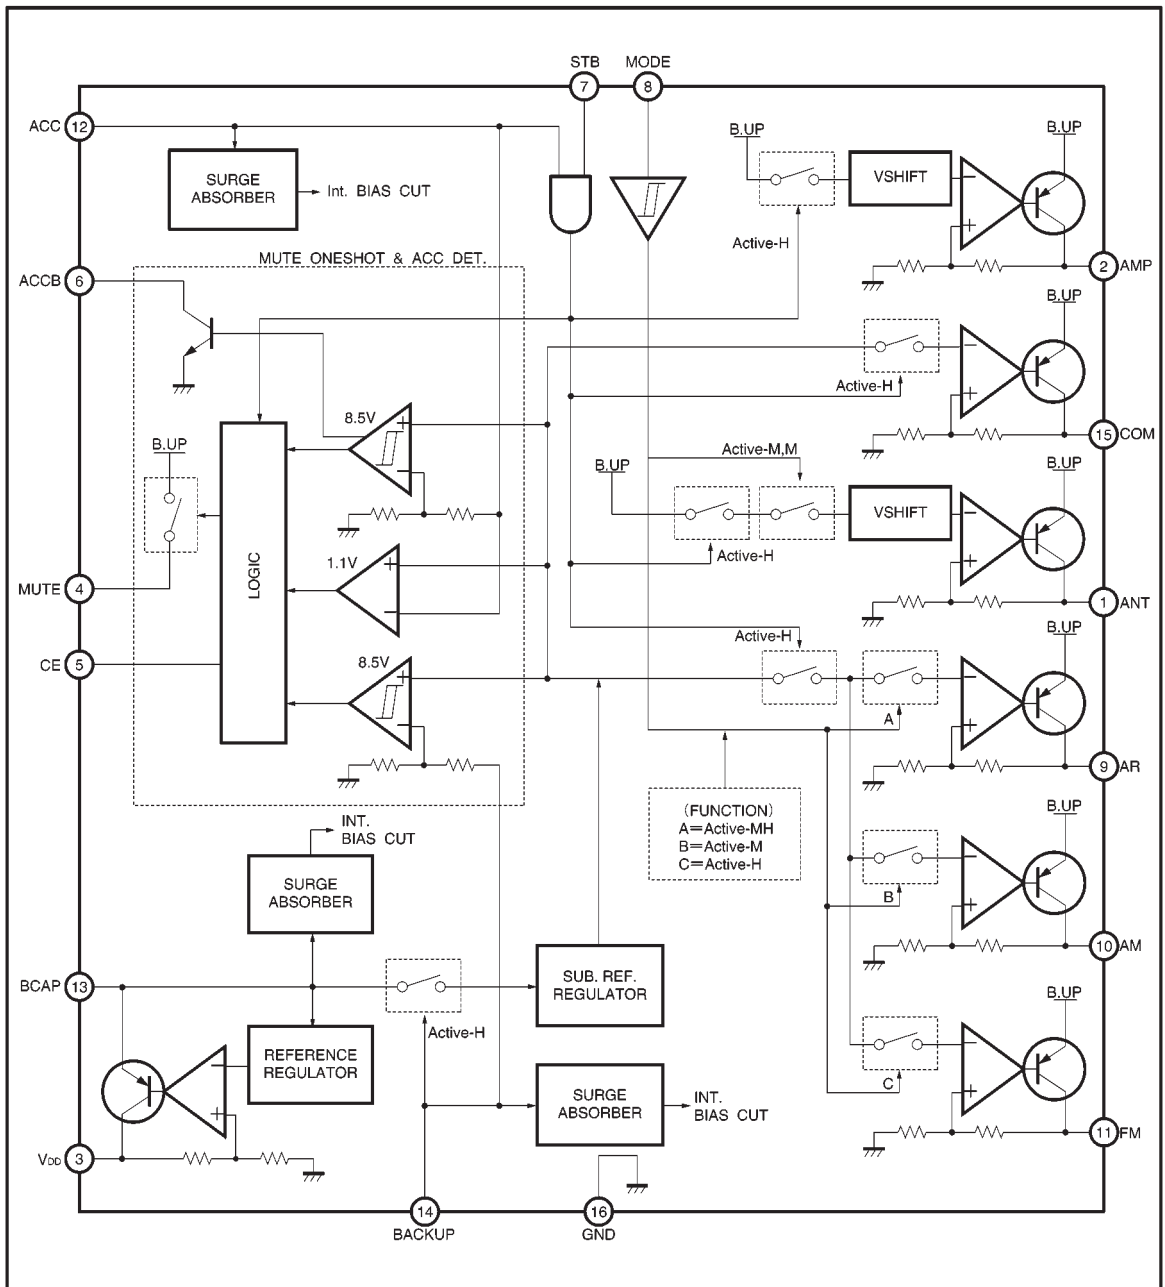 STB MODE
7 8
ACC 12
SURGE
ABSORBER
Int. BIAS CUT
B.UP
VSHIFT
B.UP
−
+
Active-H
2 AMP
MUTE ONESHOT & ACC DET.
ACCB 6
B.UP
−
+
Active-H
15 COM
8.5V
+
−
B.UP
LOGIC
MUTE 4
1.1V
+
−
CE 5
8.5V
+
−
Active-M,M
B.UP
Active-H
VSHIFT
B.UP
−
+
1 ANT
Active-H
B.UP
A
−
+
9 AR
(FUNCTION)
A=Active-MH
B=Active-M
C=Active-H
B.UP
B
−
+
10 AM
INT.
BIAS CUT
SURGE
ABSORBER
BCAP 13
Active-H
SUB. REF.
REGULATOR
REFERENCE
REGULATOR
−
+
SURGE
ABSORBER
INT.
BIAS CUT
B.UP
C
−
+
11 FM
VDD 3
14
BACKUP
16
GND